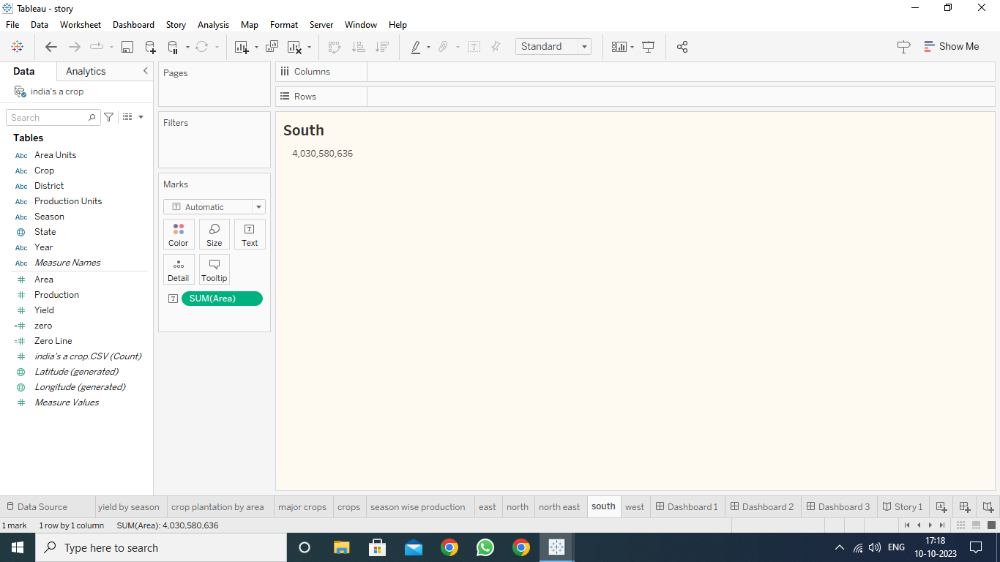 Tableau - story
File Data Worksheet Dashboard Story Analysis Map Format Server Window Help
Standard
Show Me
Data Analytics
india's a crop
Search
Tables
Abc Area Units
Abc Crop
Abc District
Abc Production Units
Abc Season
State
Abc Year
Abc Measure Names
Area
Production
Yield
zero
Zero Line
india's a crop.CSV (Count)
Latitude (generated)
Longitude (generated)
Measure Values
Pages
Filters
Marks
Automatic
Color Size Text
Detail Tooltip
SUM(Area)
Columns
Rows
South
4,030,580,636
Data Source yield by season crop plantation by area major crops crops season wise production east north north east south west Dashboard 1 Dashboard 2 Dashboard 3 Story 1
1 mark 1 row by 1 column SUM(Area): 4,030,580,636
Type here to search
ENG
17:18
10-10-2023